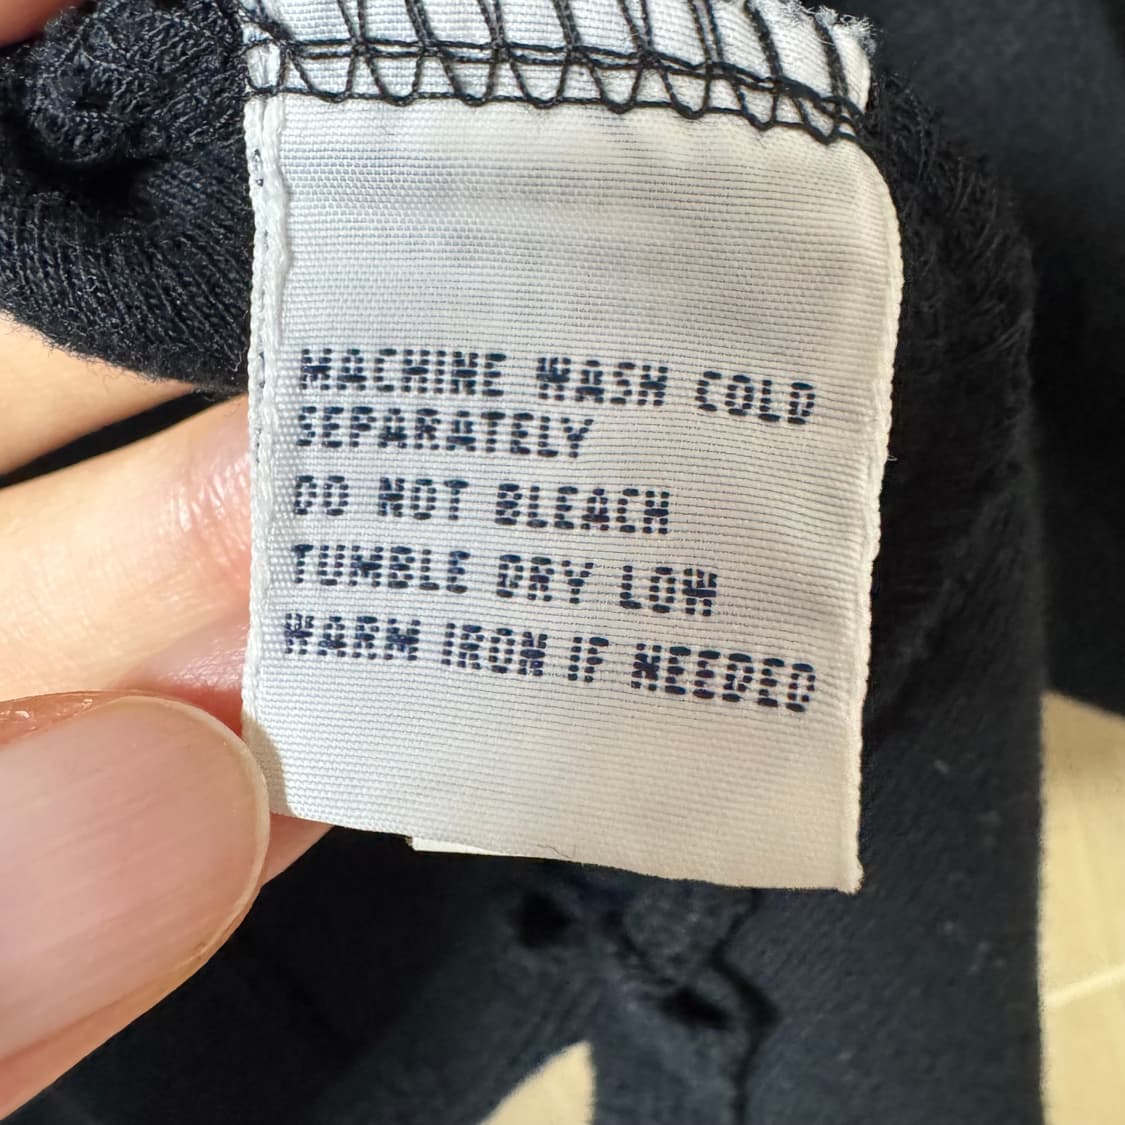 MACHINE WASH COLD
SEPARATELY
DO NOT BLEACH
TUMBLE DRY LOW
WARM IRON IF NEEDED